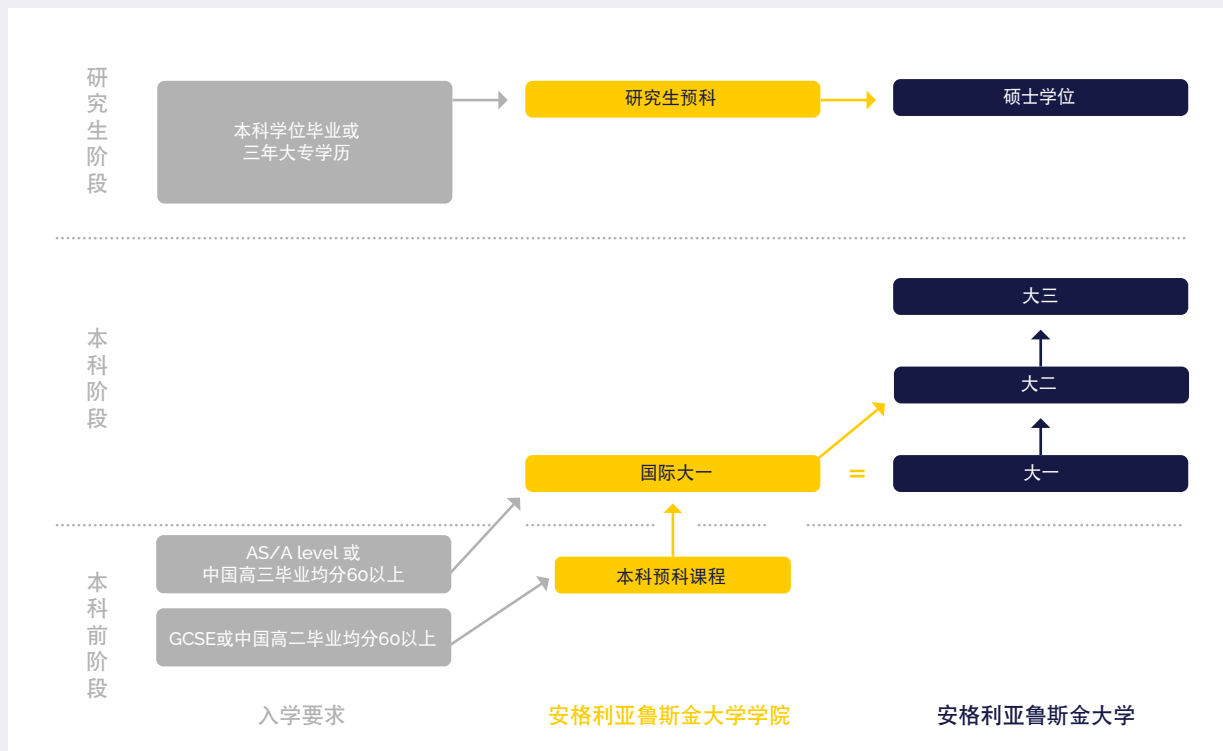 研究生阶段
本科学位毕业或
三年大专学历
研究生预科
硕士学位
本科阶段
大三
大二
国际大一
=
大一
本科前阶段
AS/A level 或
中国高三毕业均分60以上
本科预科课程
GCSE或中国高二毕业均分60以上
入学要求
安格利亚鲁斯金大学学院
安格利亚鲁斯金大学